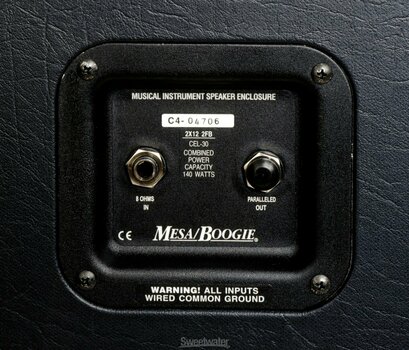 MUSICAL INSTRUMENT SPEAKER ENCLOSURE
C4- 04706
2X12 2FB
CEL-30
COMBINED
POWER
CAPACITY
140 WATTS
8 OHMS
IN
PARALLELED
OUT
CE
MESA/BOOGIE®
WARNING! ALL INPUTS
WIRED COMMON GROUND
Sweetwater